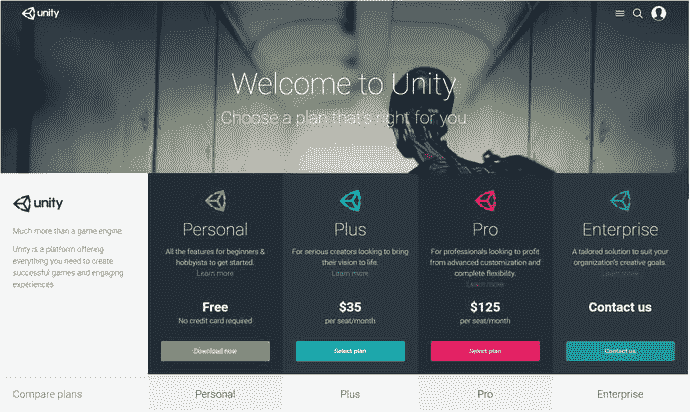 unity
Welcome to Unity
Choose a plan that's right for you
unity
Much more than a game engine.
Unity is a platform offering
everything you need to create
successful games and engaging
experiences
Personal
All the features for beginners &
hobbyists to get started.
Learn more
Free
No credit card required
Download now
Plus
For serious creators looking to bring
their vision to life.
Learn more
$35
per seat/month
Select plan
Pro
For professionals looking to profit
from advanced customization and
complete flexibility.
Learn more
$125
per seat/month
Select plan
Enterprise
A tailored solution to suit your
organization's creative goals.
Learn more
Contact us
Contact us
Compare plans
Personal
Plus
Pro
Enterprise